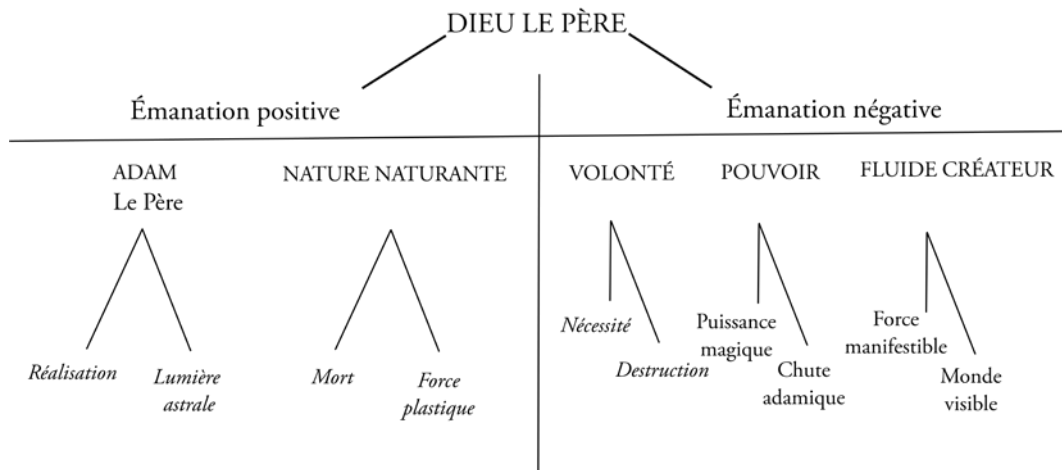 DIEU LE PÈRE
Émanation positive
Émanation négative
ADAM
Le Père
NATURE NATURANTE
VOLONTÉ
POUVOIR
FLUIDE CRÉATEUR
Réalisation
Lumière
astrale
Mort
Force
plastique
Nécessité
Destruction
Puissance
magique
Chute
adamique
Force
manifestible
Monde
visible